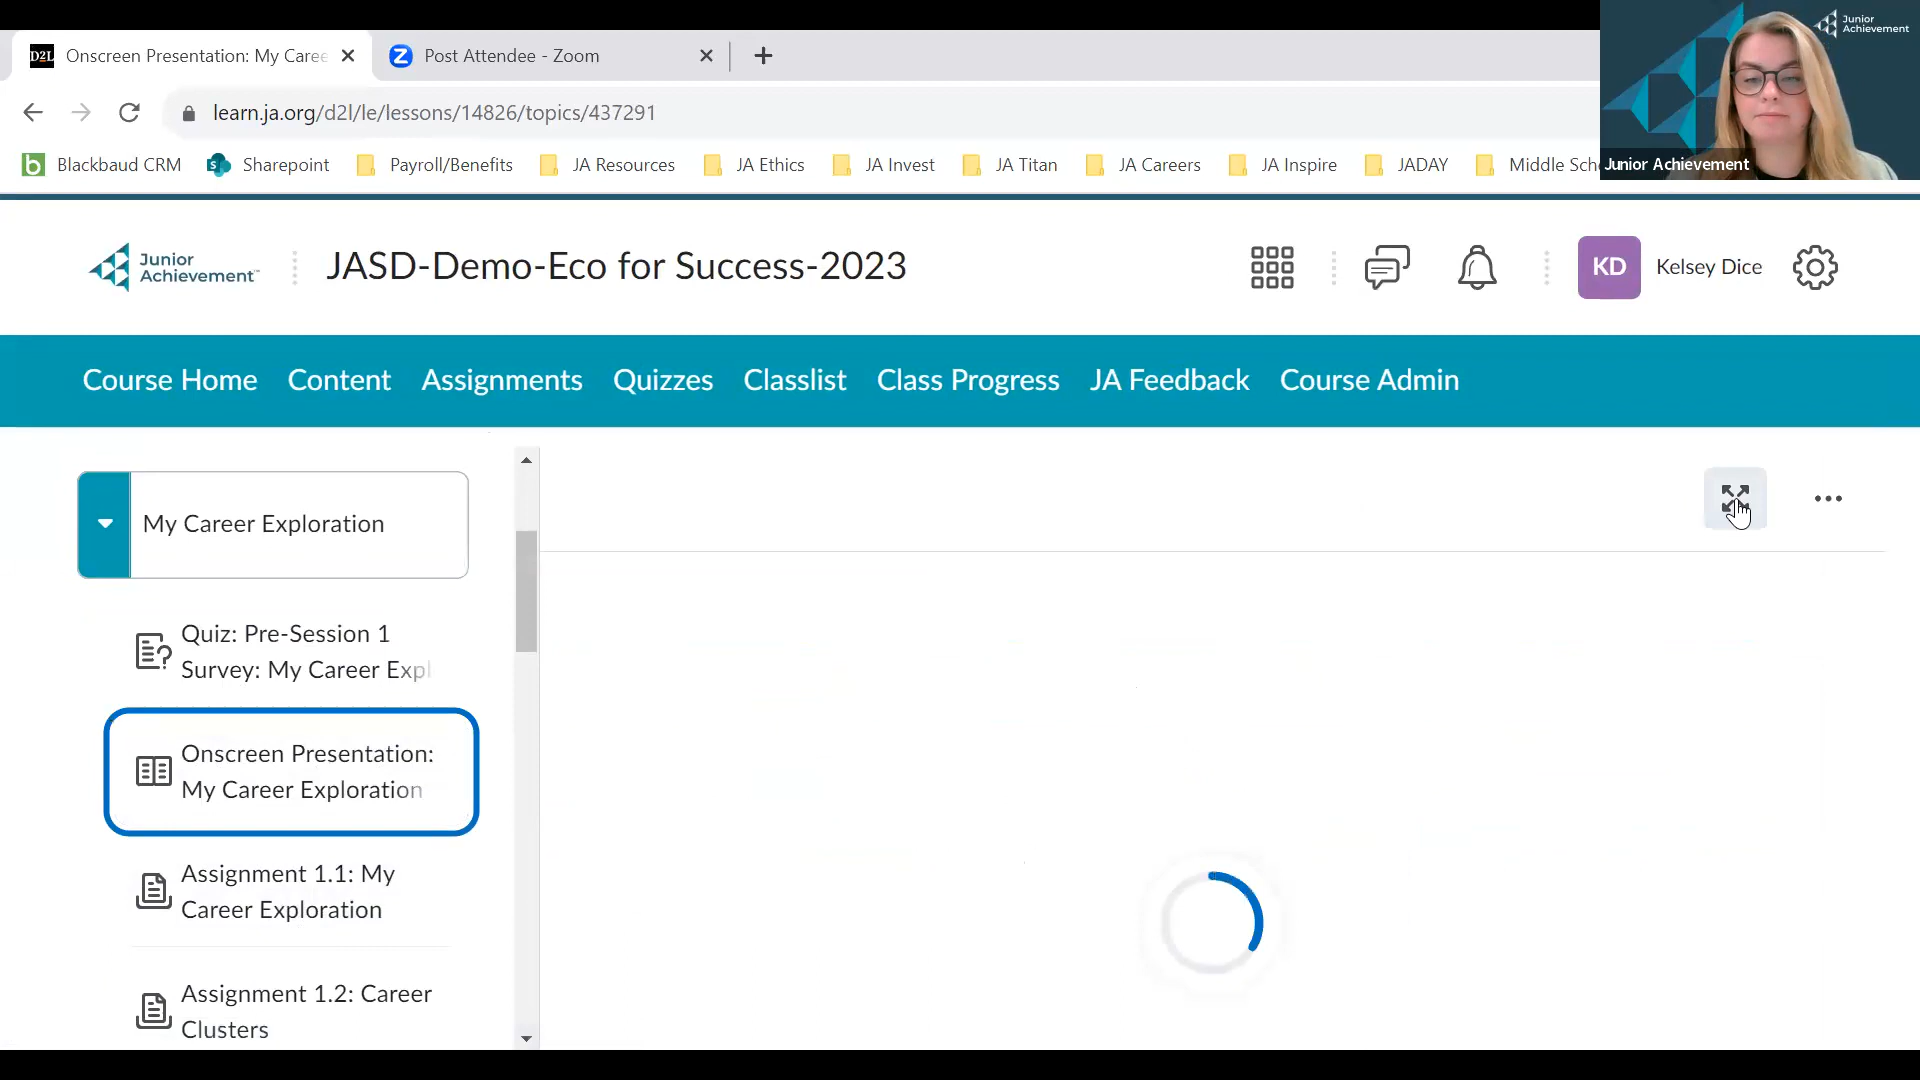 D2L Onscreen Presentation: My Caree
Post Attendee - Zoom
learn.ja.org/d2l/le/lessons/14826/topics/437291
Blackbaud CRM Sharepoint Payroll/Benefits JA Resources JA Ethics JA Invest JA Titan JA Careers JA Inspire JADAY Middle Sch
Junior
Achievement
Junior Achievement
Junior
Achievement
JASD-Demo-Eco for Success-2023
KD Kelsey Dice
Course Home Content Assignments Quizzes Classlist Class Progress JA Feedback Course Admin
My Career Exploration
Quiz: Pre-Session 1
Survey: My Career Expl
Onscreen Presentation:
My Career Exploration
Assignment 1.1: My
Career Exploration
Assignment 1.2: Career
Clusters